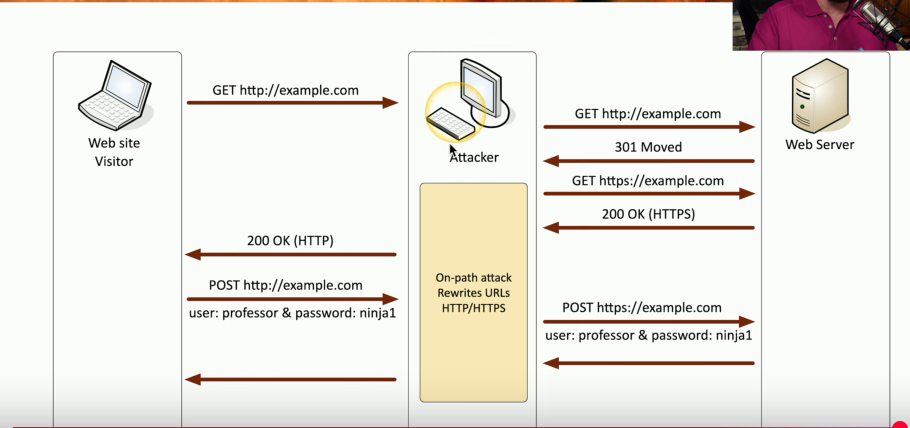 GET http://example.com
Web site
Visitor
Attacker
GET http://example.com
Web Server
301 Moved
GET https://example.com
200 OK (HTTPS)
200 OK (HTTP)
On-path attack
Rewrites URLs
HTTP/HTTPS
POST http://example.com
user: professor & password: ninja1
POST https://example.com
user: professor & password: ninja1